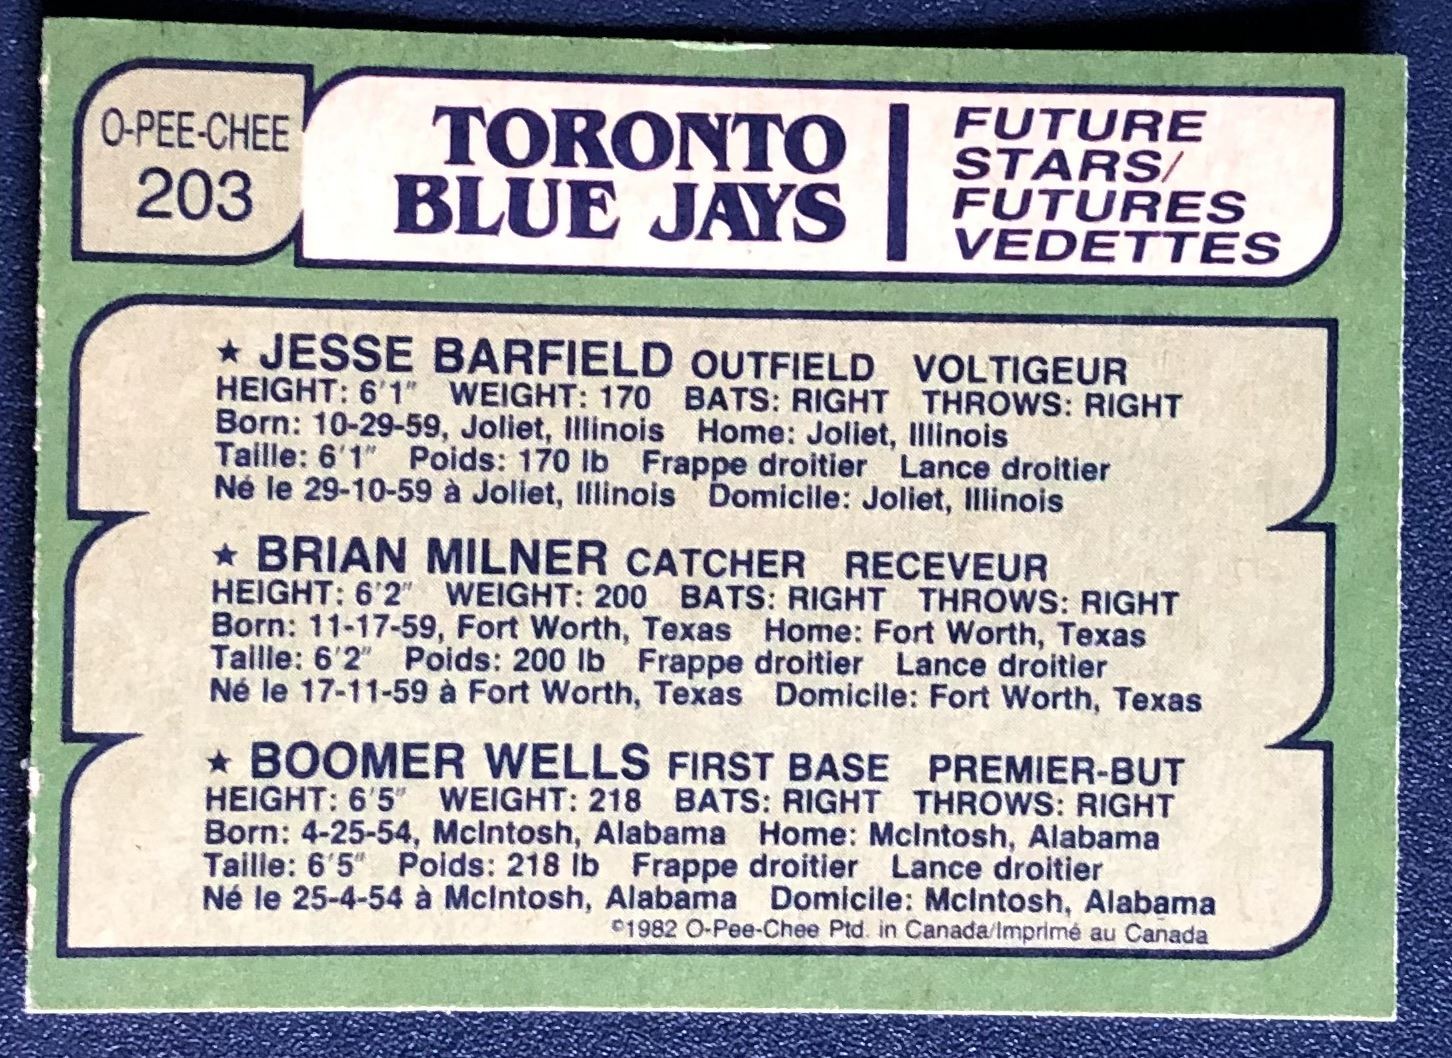 O-PEE-CHEE
203
TORONTO
BLUE JAYS
FUTURE
STARS/
FUTURES
VEDETTES
★ JESSE BARFIELD OUTFIELD VOLTIGEUR
HEIGHT: 6'1" WEIGHT: 170 BATS: RIGHT THROWS: RIGHT
Born: 10-29-59, Joliet, Illinois Home: Joliet, Illinois
Taille: 6'1" Poids: 170 lb Frappe droitier Lance droitier
Né le 29-10-59 à Joliet, Illinois Domicile: Joliet, Illinois
★ BRIAN MILNER CATCHER RECEVEUR
HEIGHT: 6'2" WEIGHT: 200 BATS: RIGHT THROWS: RIGHT
Born: 11-17-59, Fort Worth, Texas Home: Fort Worth, Texas
Taille: 6'2" Poids: 200 lb Frappe droitier Lance droitier
Né le 17-11-59 à Fort Worth, Texas Domicile: Fort Worth, Texas
★ BOOMER WELLS FIRST BASE PREMIER-BUT
HEIGHT: 6'5" WEIGHT: 218 BATS: RIGHT THROWS: RIGHT
Born: 4-25-54, McIntosh, Alabama Home: McIntosh, Alabama
Taille: 6'5" Poids: 218 lb Frappe droitier Lance droitier
Né le 25-4-54 à McIntosh, Alabama Domicile: McIntosh, Alabama
©1982 O-Pee-Chee Ptd. in Canada/Imprimé au Canada